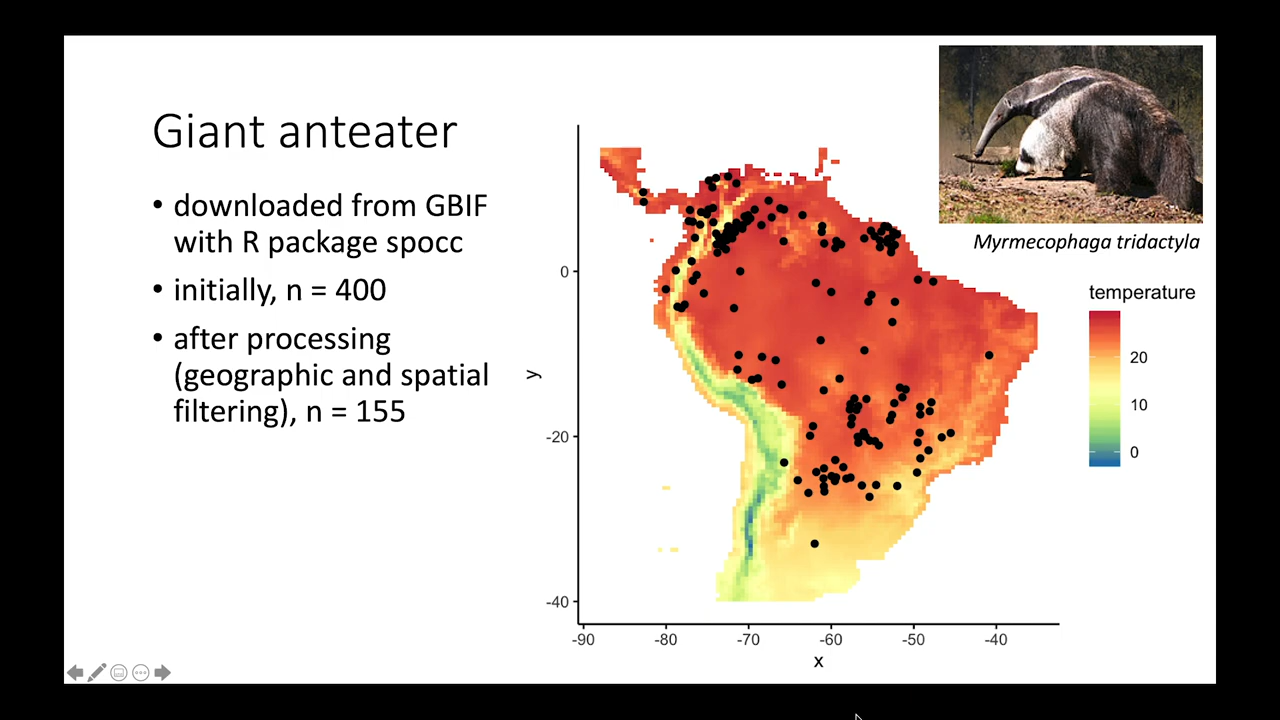 Giant anteater
• downloaded from GBIF
with R package spocc
• initially, n = 400
• after processing
(geographic and spatial
filtering), n = 155
Myrmecophaga tridactyla
temperature
20
10
0
y
0
-20
-40
-90 -80 -70 -60 -50 -40
x